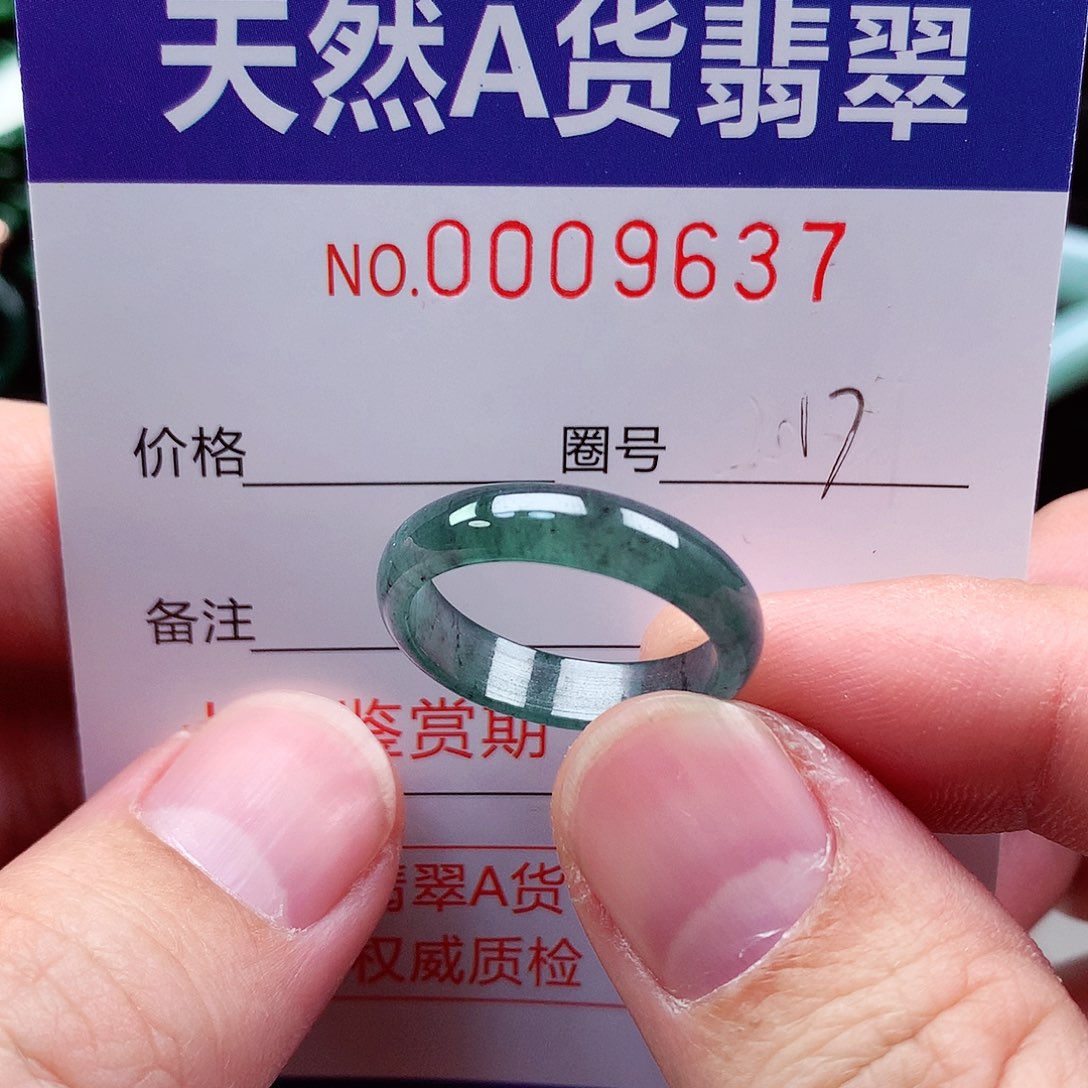 天然A货翡翠
NO.0009637
价格 圈号 17
备注
鉴赏期
翡翠A货
权威质检